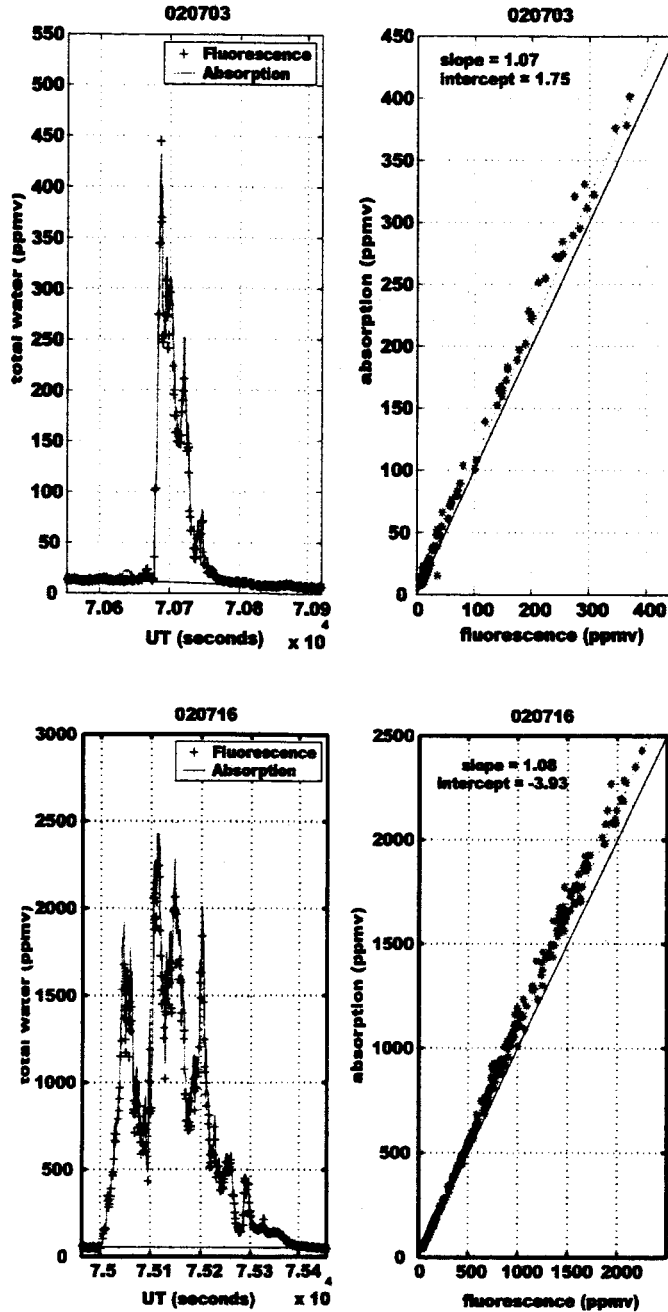 020703
550
500
450
400
350
300
250
200
150
100
50
0
total water (ppmv)
+ Fluorescence
Absorption
7.06 7.07 7.08 7.09
UT (seconds) x 10 4
020703
slope = 1.07
intercept = 1.75
450
400
350
300
250
200
150
100
50
0
absorption (ppmv)
0 100 200 300 400
fluorescence (ppmv)
020716
3000
2500
2000
1500
1000
500
0
total water (ppmv)
+ Fluorescence
Absorption
7.5 7.51 7.52 7.53 7.54
UT (seconds) x 10 4
020716
slope = 1.08
intercept = -3.93
2500
2000
1500
1000
500
0
absorption (ppmv)
500 1000 1500 2000
fluorescence (ppmv)